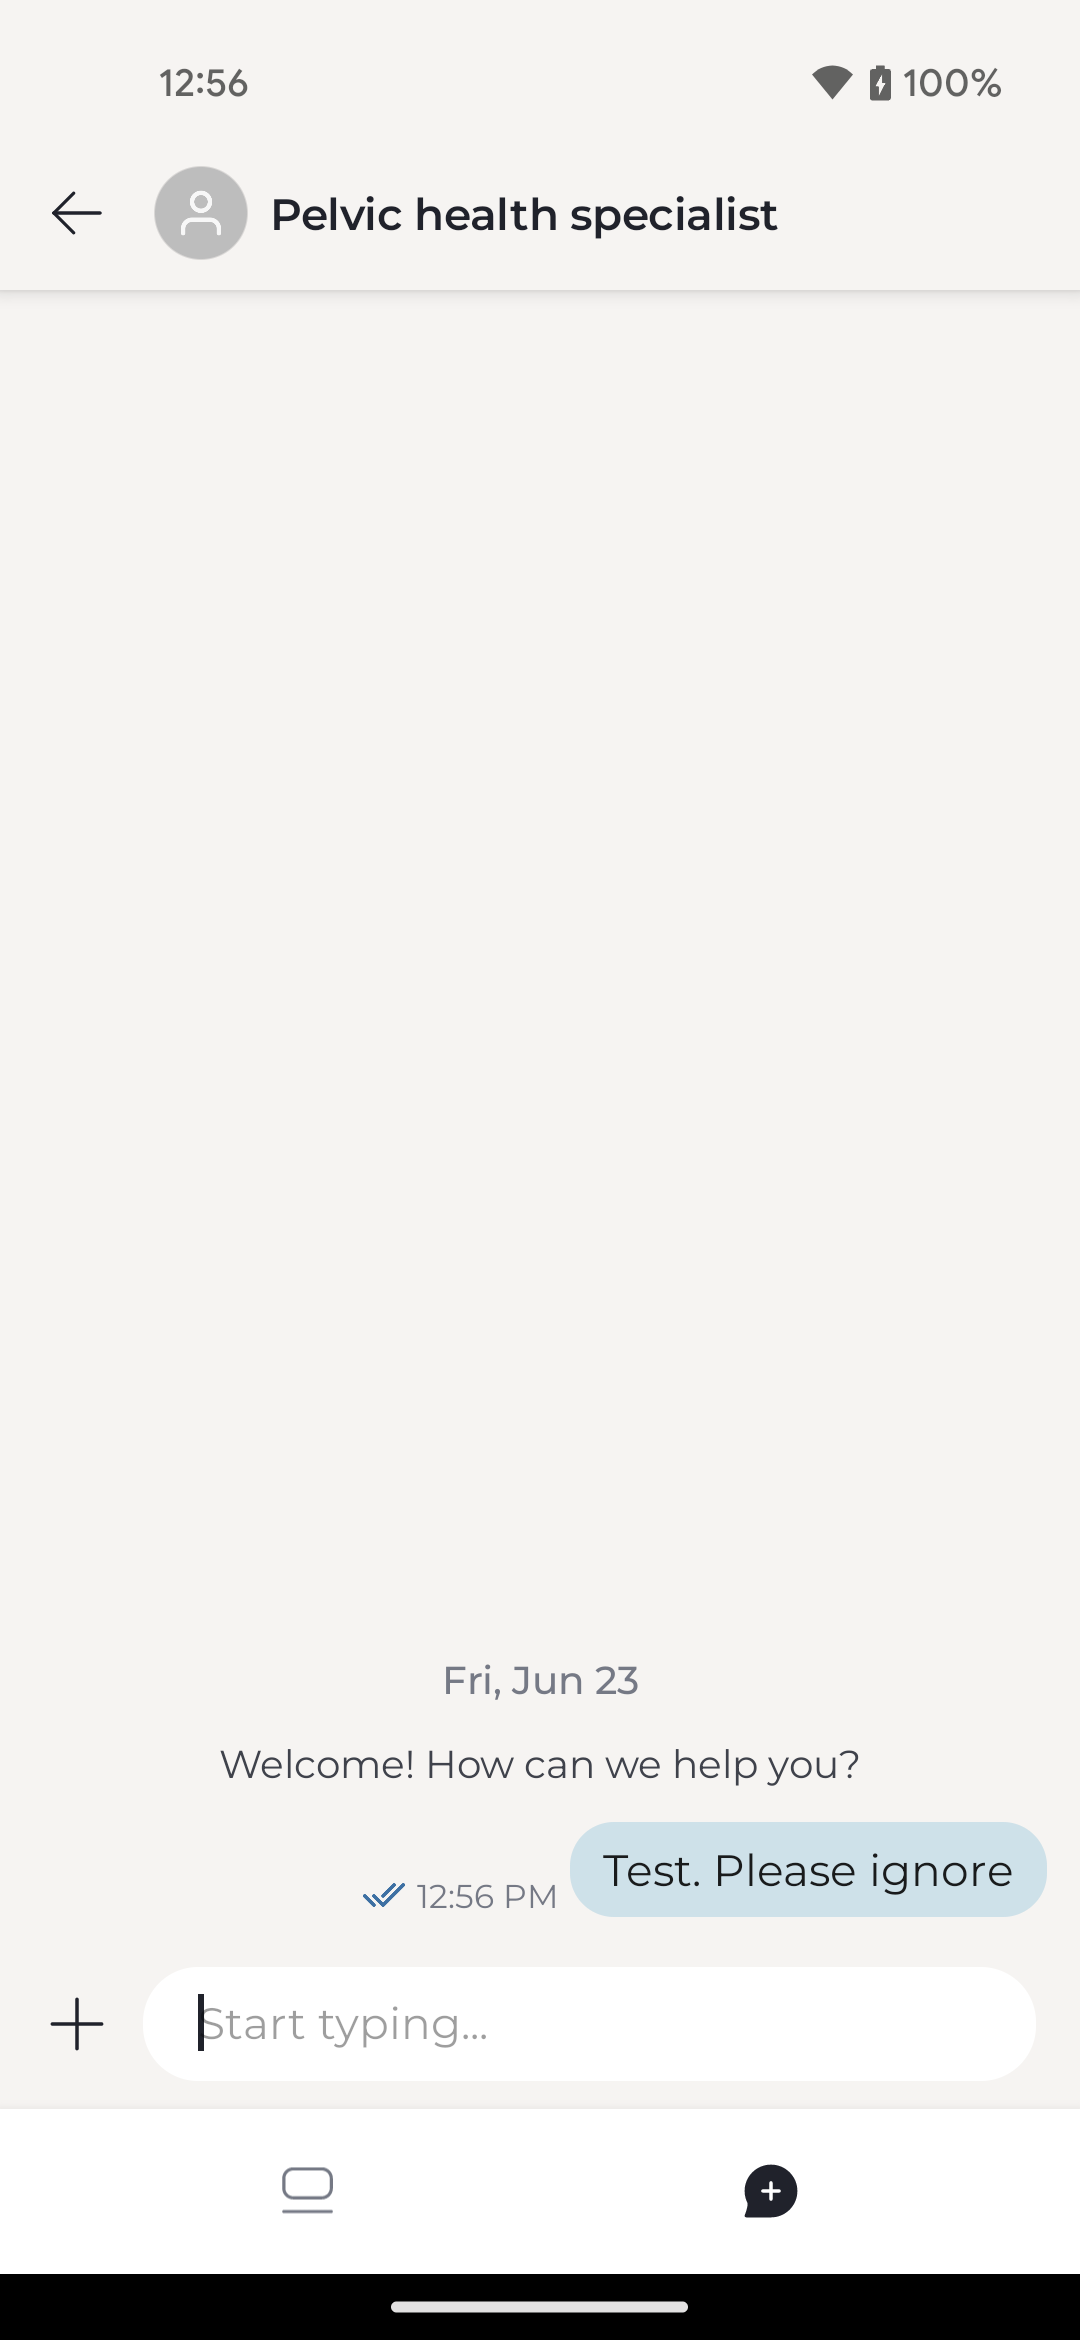 12:56
100%
Pelvic health specialist
Fri, Jun 23
Welcome! How can we help you?
Test. Please ignore
12:56 PM
Start typing...